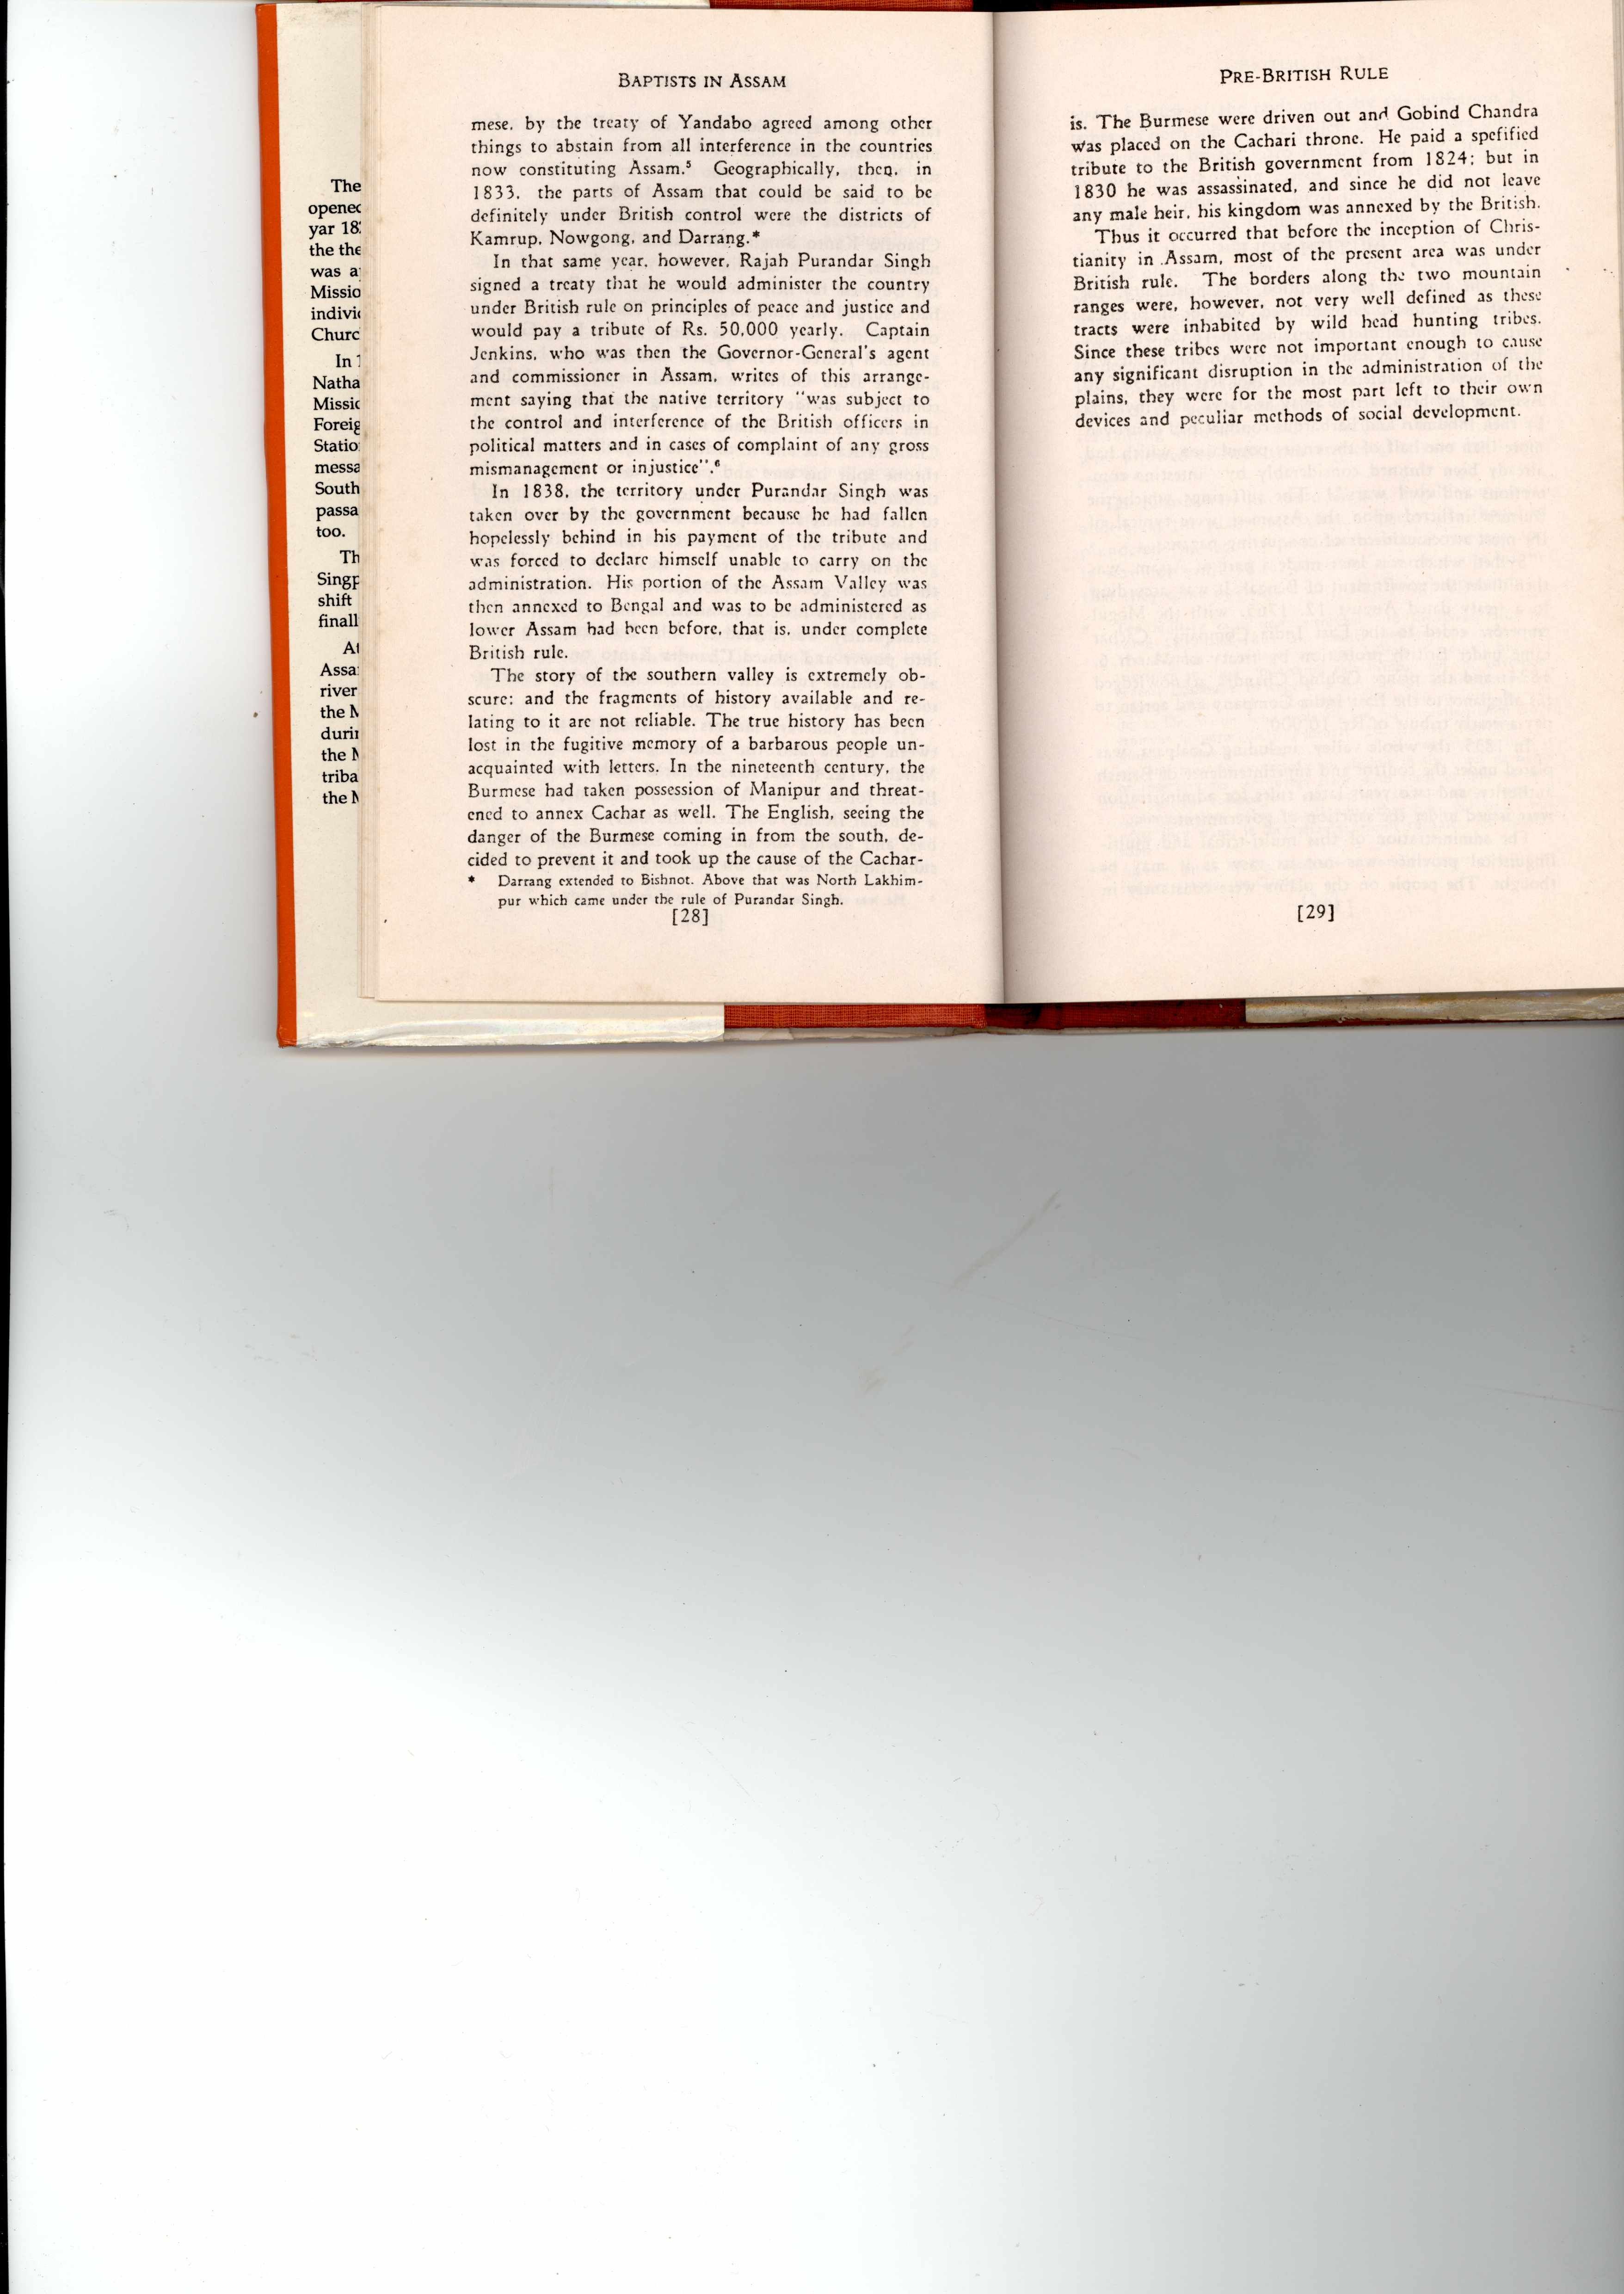 The
opened
yar 18
the the
was a
Missio
indivi
Churc
In
Natha
Missic
Foreig
Statio
messa
South
passa
too.
Th
Singp
shift
finall
At
Assa
river
the M
durin
the M
triba
the M
BAPTISTS IN ASSAM
mese, by the treaty of Yandabo agreed among other
things to abstain from all interference in the countries
now constituting Assam.⁵ Geographically, then, in
1833, the parts of Assam that could be said to be
definitely under British control were the districts of
Kamrup, Nowgong, and Darrang.*
In that same year, however, Rajah Purandar Singh
signed a treaty that he would administer the country
under British rule on principles of peace and justice and
would pay a tribute of Rs. 50,000 yearly. Captain
Jenkins, who was then the Governor-General's agent
and commissioner in Assam, writes of this arrange-
ment saying that the native territory "was subject to
the control and interference of the British officers in
political matters and in cases of complaint of any gross
mismanagement or injustice".⁶
In 1838, the territory under Purandar Singh was
taken over by the government because he had fallen
hopelessly behind in his payment of the tribute and
was forced to declare himself unable to carry on the
administration. His portion of the Assam Valley was
then annexed to Bengal and was to be administered as
lower Assam had been before, that is, under complete
British rule.
The story of the southern valley is extremely ob-
scure; and the fragments of history available and re-
lating to it are not reliable. The true history has been
lost in the fugitive memory of a barbarous people un-
acquainted with letters. In the nineteenth century, the
Burmese had taken possession of Manipur and threat-
ened to annex Cachar as well. The English, seeing the
danger of the Burmese coming in from the south, de-
cided to prevent it and took up the cause of the Cachar-
* Darrang extended to Bishnot. Above that was North Lakhim-
pur which came under the rule of Purandar Singh.
[28]
PRE-BRITISH RULE
is. The Burmese were driven out and Gobind Chandra
was placed on the Cachari throne. He paid a spefified
tribute to the British government from 1824; but in
1830 he was assassinated, and since he did not leave
any male heir, his kingdom was annexed by the British.
Thus it occurred that before the inception of Chris-
tianity in Assam, most of the present area was under
British rule. The borders along the two mountain
ranges were, however, not very well defined as these
tracts were inhabited by wild head hunting tribes.
Since these tribes were not important enough to cause
any significant disruption in the administration of the
plains, they were for the most part left to their own
devices and peculiar methods of social development.
[29]